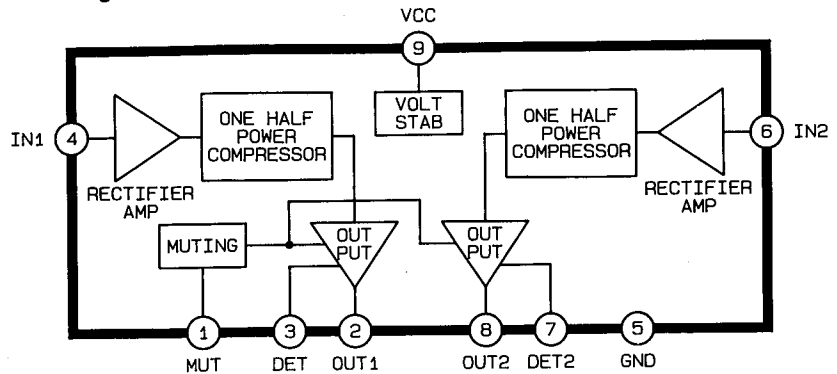 VCC
9
VOLT
STAB
IN1
4
RECTIFIER
AMP
ONE HALF
POWER
COMPRESSOR
ONE HALF
POWER
COMPRESSOR
6
IN2
RECTIFIER
AMP
MUTING
OUT
PUT
OUT
PUT
1
3
2
8
7
5
MUT
DET
OUT1
OUT2
DET2
GND